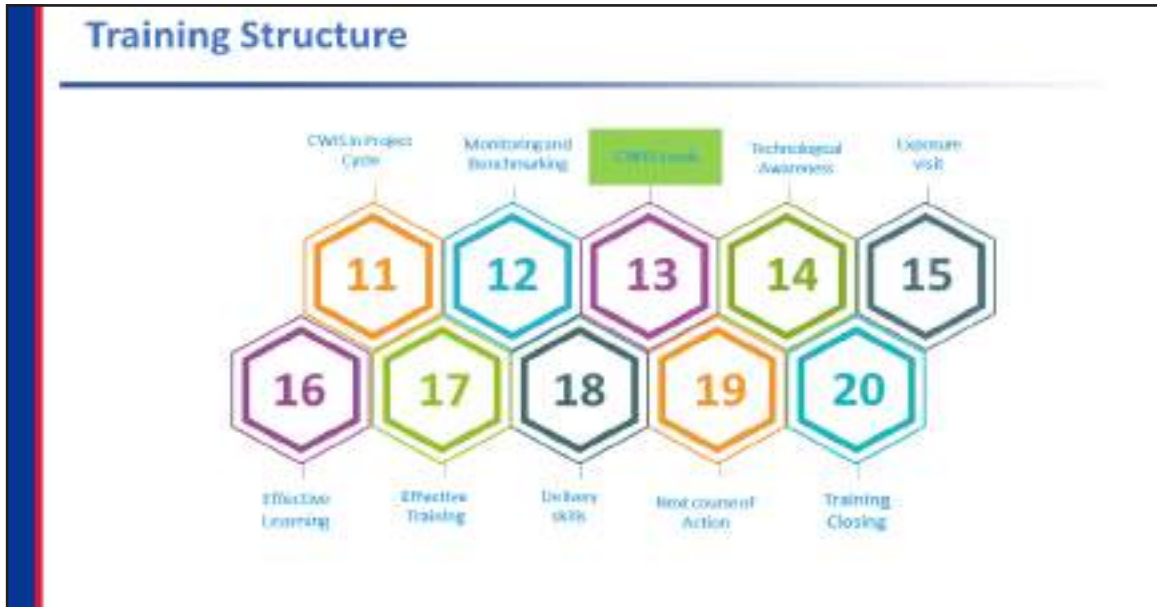 Training Structure
CWIS in Project
Cycle
Monitoring and
Benchmarking
CWIS
Technological
Awareness
Exposure
visit
11
12
13
14
15
16
17
18
19
20
Effective
Learning
Effective
Training
Delivery
skills
Next course of
Action
Training
Closing